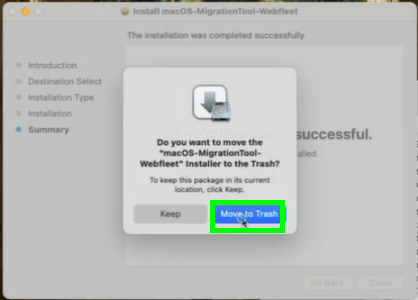 Install macOS-MigrationTool-Webfleet
The installation was completed successfully.
Introduction
Destination Select
Installation Type
Installation
Summary
Do you want to move the
“macOS-MigrationTool-
Webfleet” Installer to the Trash?
To keep this package in its current
location, click Keep.
Keep
Move to Trash
successful.
Go Back
Close